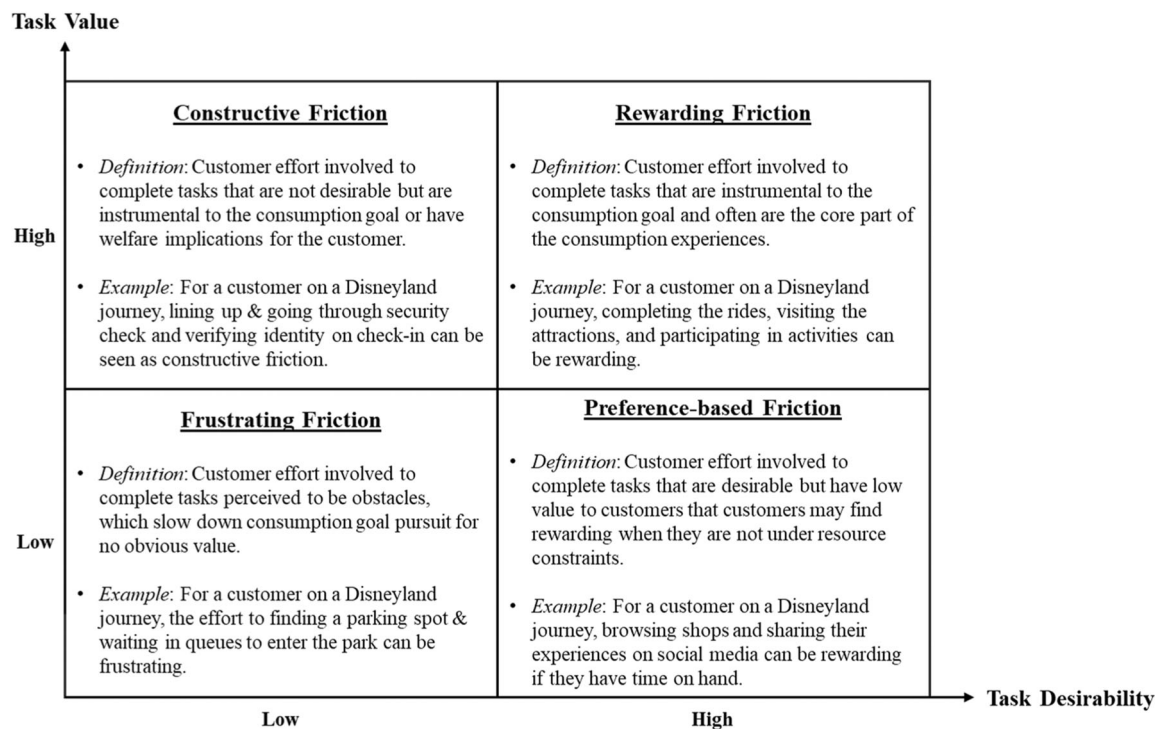 Task Value
Constructive Friction
• Definition: Customer effort involved to
complete tasks that are not desirable but are
instrumental to the consumption goal or have
welfare implications for the customer.
• Example: For a customer on a Disneyland
journey, lining up & going through security
check and verifying identity on check-in can be
seen as constructive friction.
Rewarding Friction
• Definition: Customer effort involved to
complete tasks that are instrumental to the
consumption goal and often are the core part of
the consumption experiences.
• Example: For a customer on a Disneyland
journey, completing the rides, visiting the
attractions, and participating in activities can
be rewarding.
High
Frustrating Friction
• Definition: Customer effort involved to
complete tasks perceived to be obstacles,
which slow down consumption goal pursuit for
no obvious value.
• Example: For a customer on a Disneyland
journey, the effort to finding a parking spot &
waiting in queues to enter the park can be
frustrating.
Preference-based Friction
• Definition: Customer effort involved to
complete tasks that are desirable but have low
value to customers that customers may find
rewarding when they are not under resource
constraints.
• Example: For a customer on a Disneyland
journey, browsing shops and sharing their
experiences on social media can be rewarding
if they have time on hand.
Low
Low
High
Task Desirability